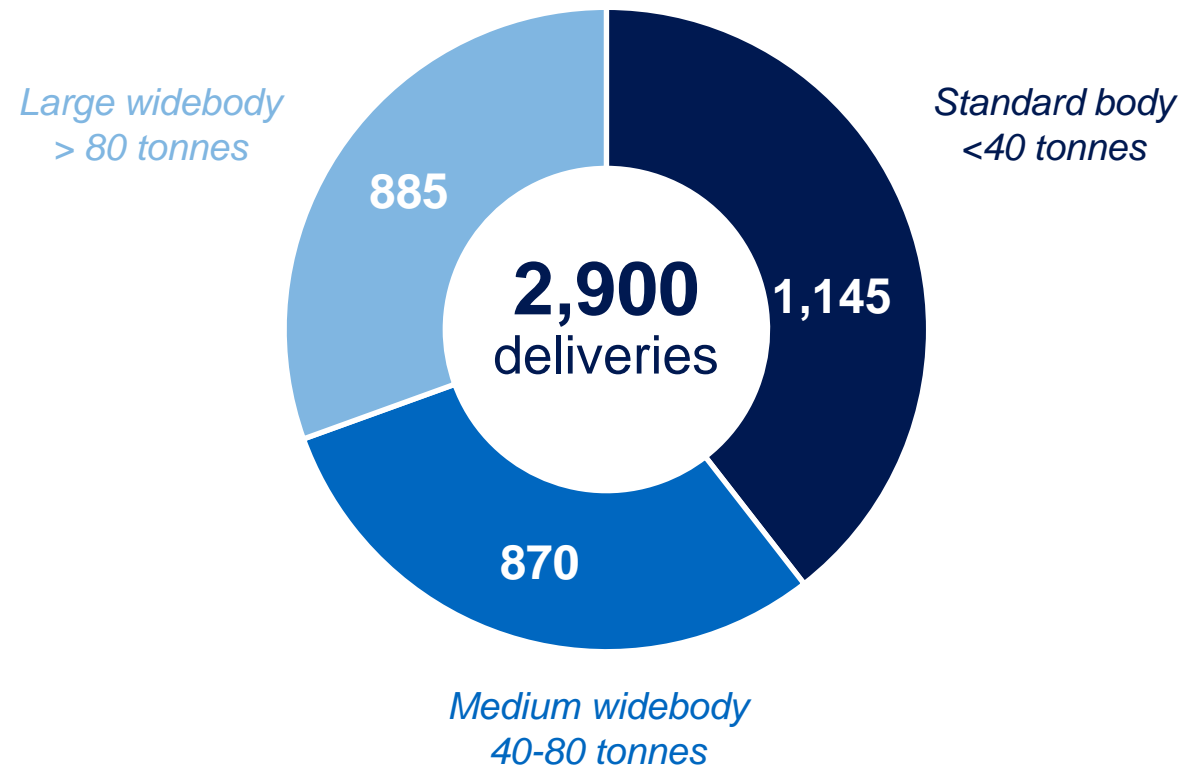 Large widebody
> 80 tonnes
Standard body
<40 tonnes
885
2,900
deliveries
1,145
870
Medium widebody
40-80 tonnes